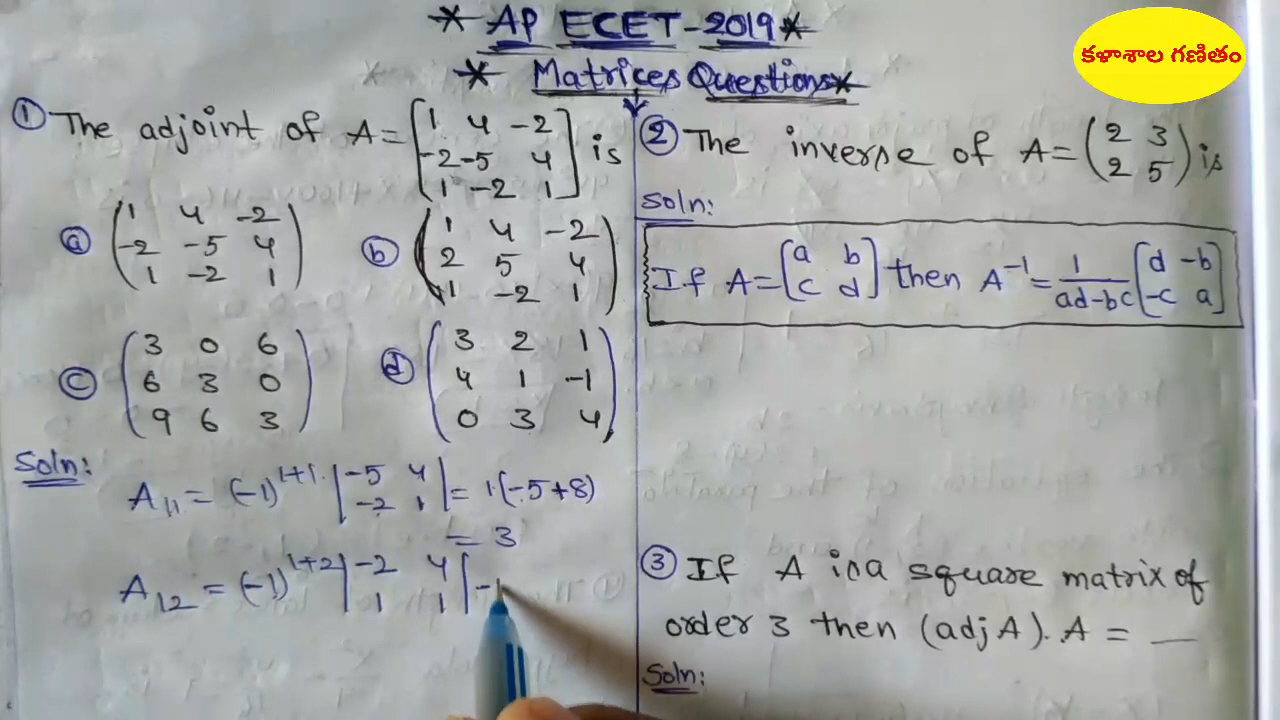 * AP ECET-2019 *
* Matrices Questions *
కళాశాల గణితం
① The adjoint of A = [1 4 -2
-2 -5 4
1 -2 1] is
ⓐ (1 4 -2
-2 -5 4
1 -2 1)
ⓑ (1 4 -2
2 5 4
1 -2 1)
ⓒ (3 0 6
6 3 0
9 6 3)
ⓓ (3 2 1
4 1 -1
0 3 4)
Soln:
A₁₁ = (-1)¹⁺¹ |-5 4
-2 1| = 1(-5+8)
= 3
A₁₂ = (-1)¹⁺² |-2 4
1 1| -1
② The inverse of A = (2 3
2 5) is
Soln:
If A = [a b
c d] then A⁻¹ = 1/(ad-bc) [d -b
-c a]
③ If A is a square matrix of
order 3 then (adj A). A = __
Soln: